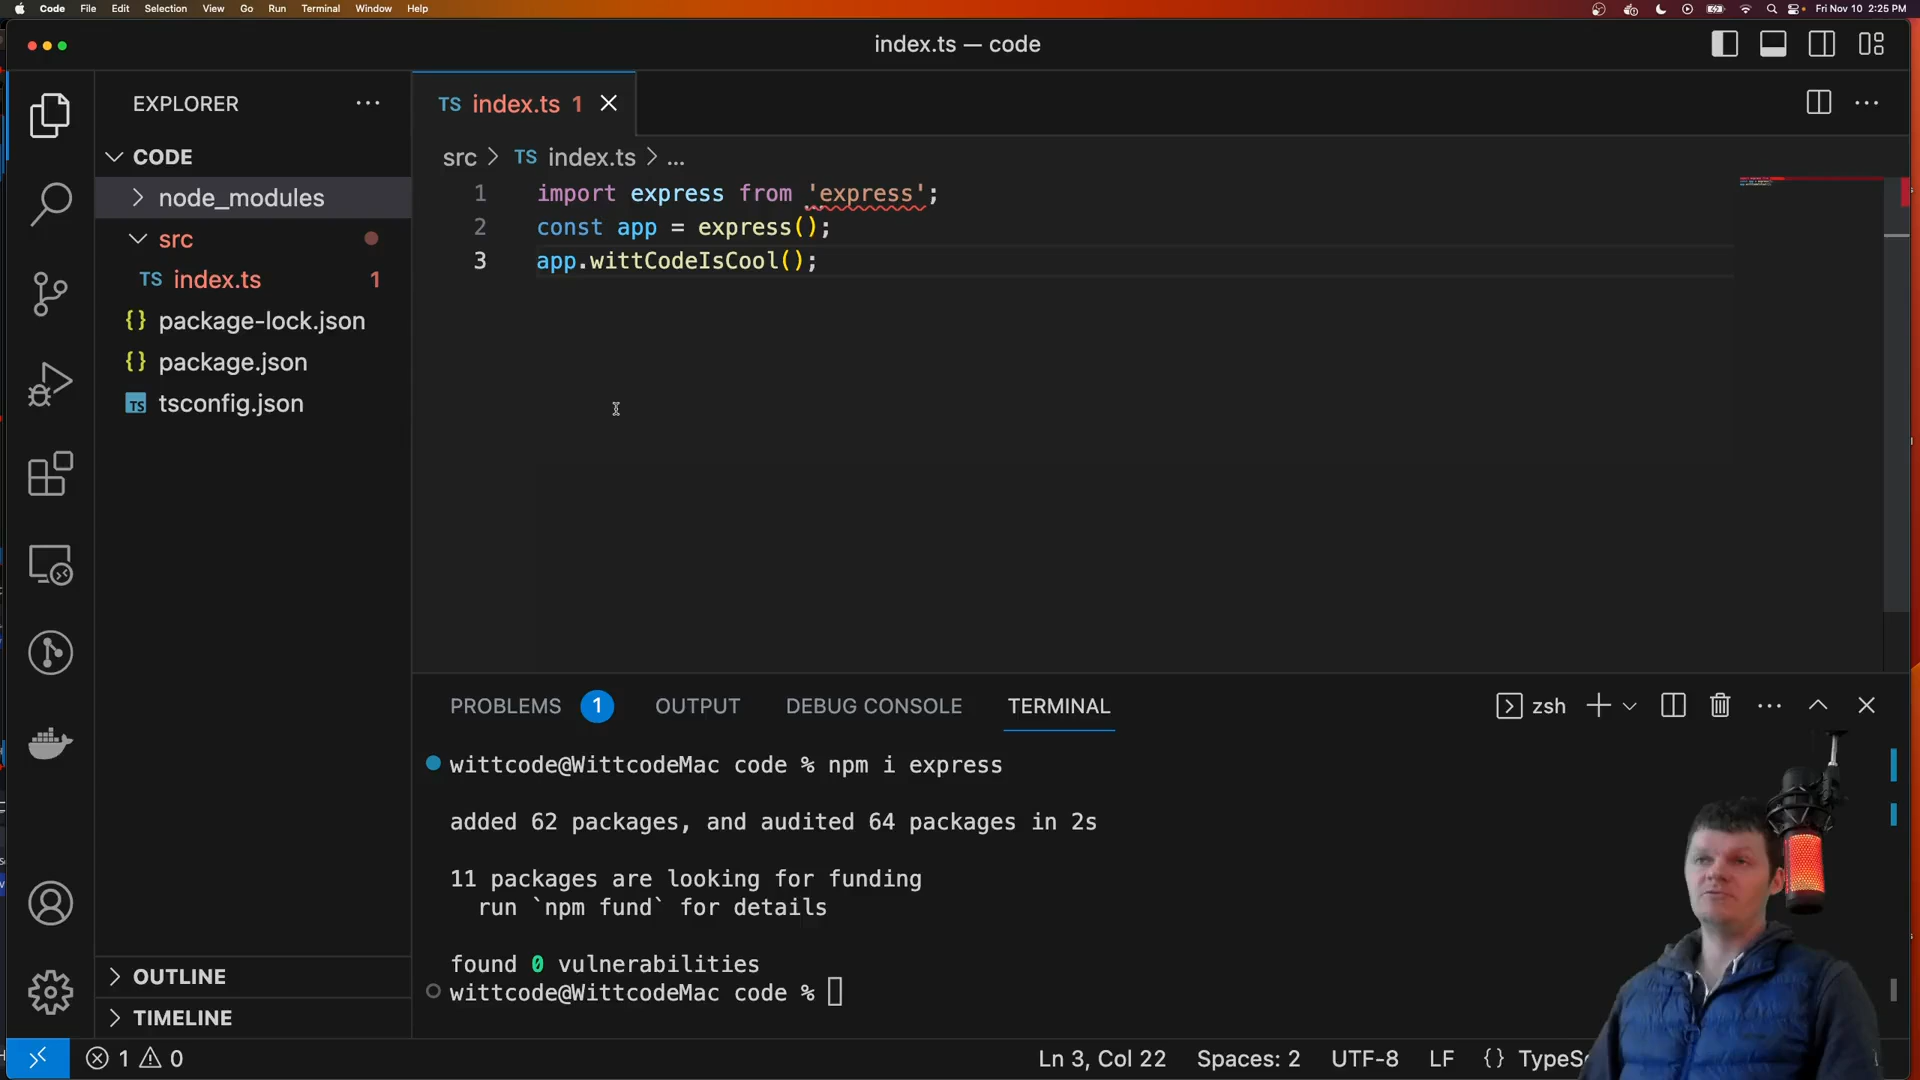 Code File Edit Selection View Go Run Terminal Window Help Fri Nov 10 2:25 PM
index.ts — code
EXPLORER
CODE
node_modules
src
TS index.ts 1
package-lock.json
package.json
TS tsconfig.json
TS index.ts 1
src > TS index.ts > ...
1 import express from 'express';
2 const app = express();
3 app.wittCodeIsCool();
PROBLEMS 1 OUTPUT DEBUG CONSOLE TERMINAL zsh
wittcode@WittcodeMac code % npm i express
added 62 packages, and audited 64 packages in 2s
11 packages are looking for funding
run `npm fund` for details
found 0 vulnerabilities
wittcode@WittcodeMac code %
OUTLINE
TIMELINE
1 0 Ln 3, Col 22 Spaces: 2 UTF-8 LF {}